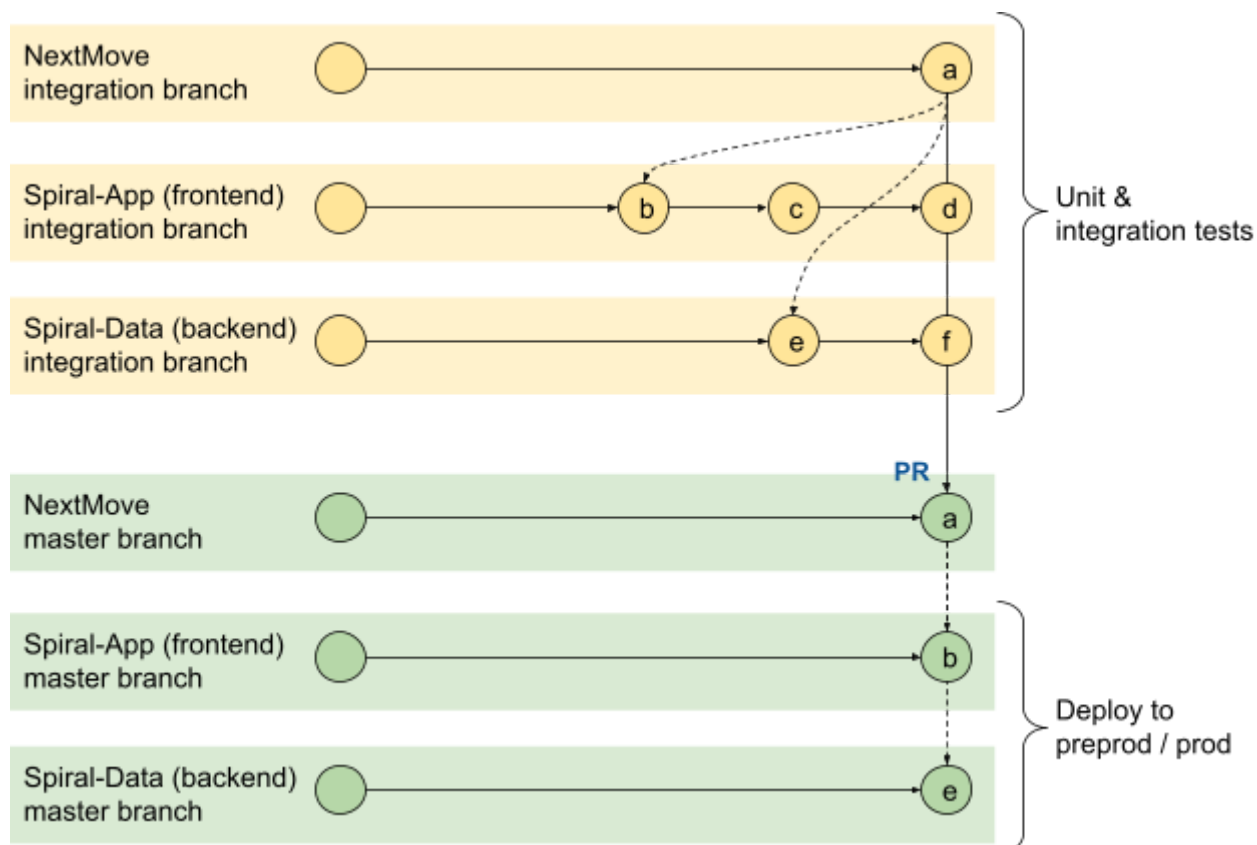 NextMove
integration branch
a
Spiral-App (frontend)
integration branch
b
c
d
Unit &
integration tests
Spiral-Data (backend)
integration branch
e
f
PR
NextMove
master branch
a
Spiral-App (frontend)
master branch
b
Deploy to
preprod / prod
Spiral-Data (backend)
master branch
e